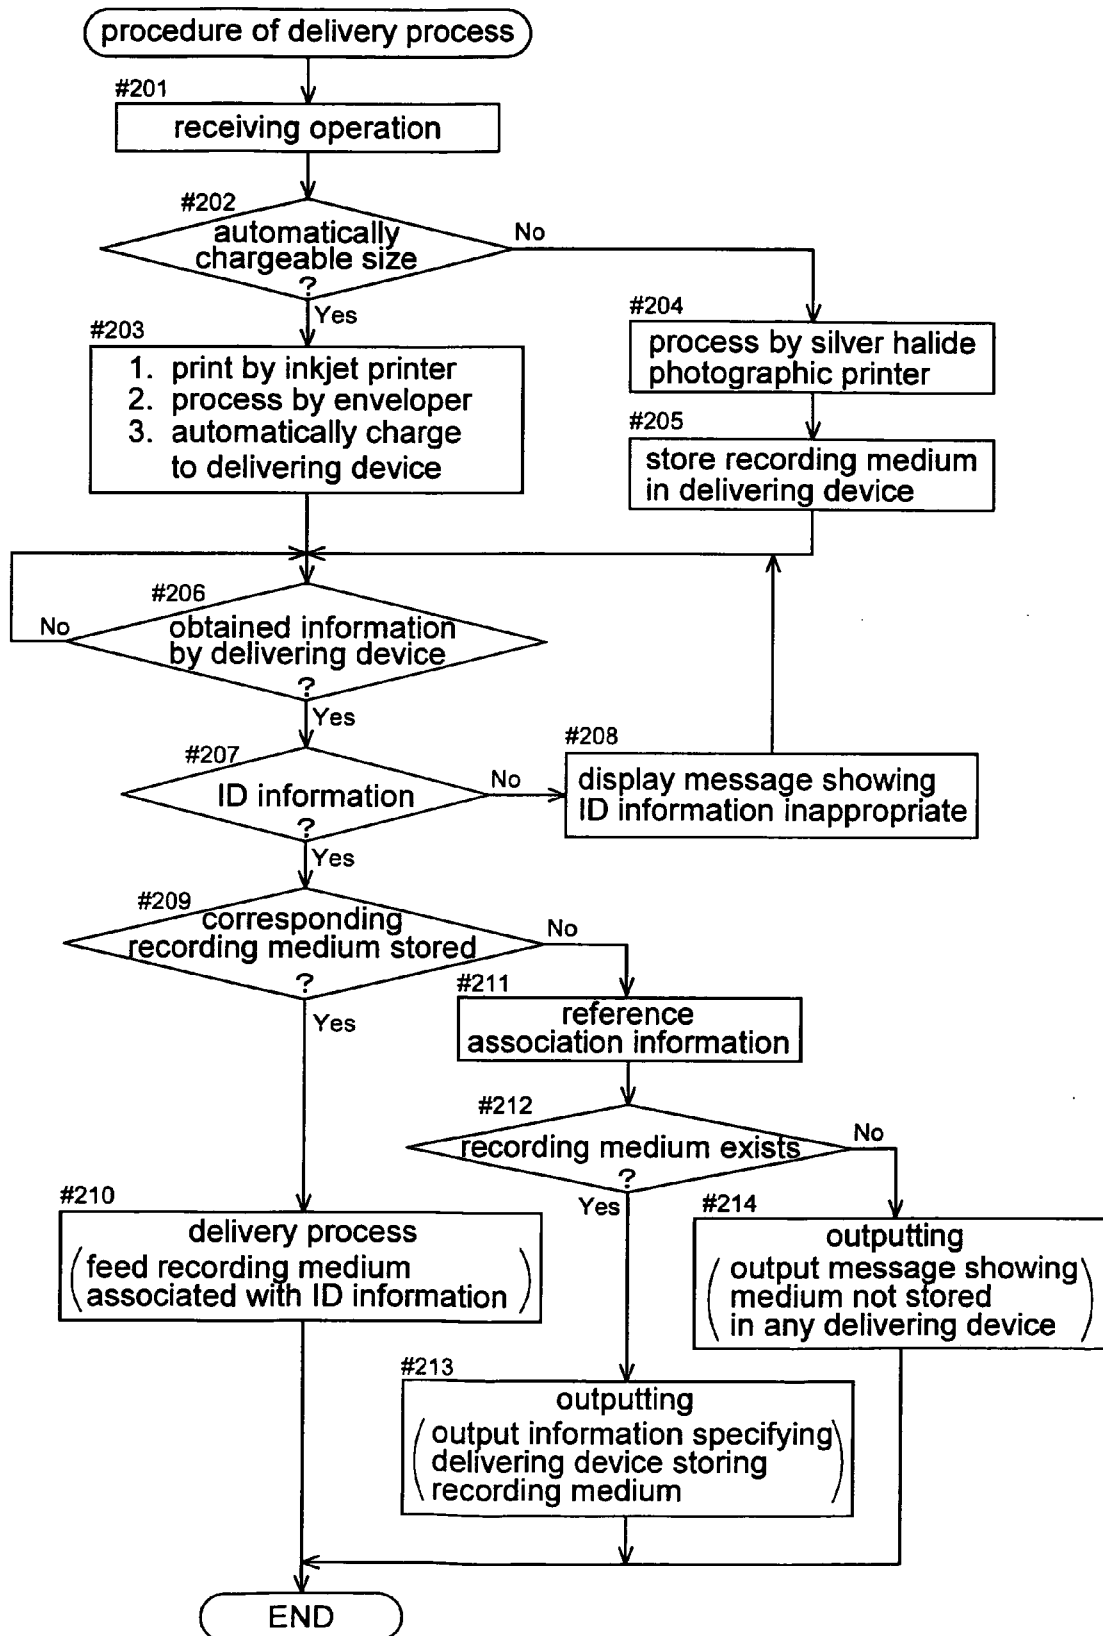 procedure of delivery process
#201
receiving operation
#202
automatically
chargeable size
?
No
Yes
#203
1. print by inkjet printer
2. process by enveloper
3. automatically charge
to delivering device
#204
process by silver halide
photographic printer
#205
store recording medium
in delivering device
#206
No
obtained information
by delivering device
?
Yes
#207
ID information
?
No
Yes
#208
display message showing
ID information inappropriate
#209
corresponding
recording medium stored
?
No
Yes
#211
reference
association information
#212
recording medium exists
?
No
Yes
#210
delivery process
(feed recording medium
associated with ID information)
#214
outputting
(output message showing
medium not stored
in any delivering device)
#213
outputting
(output information specifying
delivering device storing
recording medium)
END